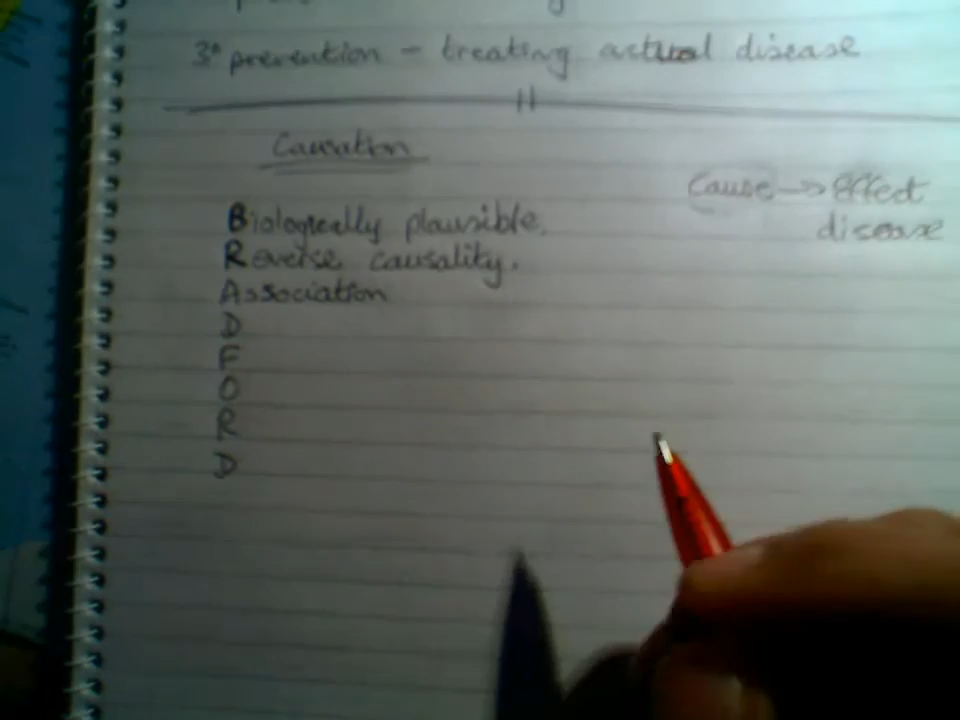 3° prevention - treating actual disease
Causation
Cause → Effect
disease
Biologically plausible.
Reverse causality.
Association
D
F
O
R
D